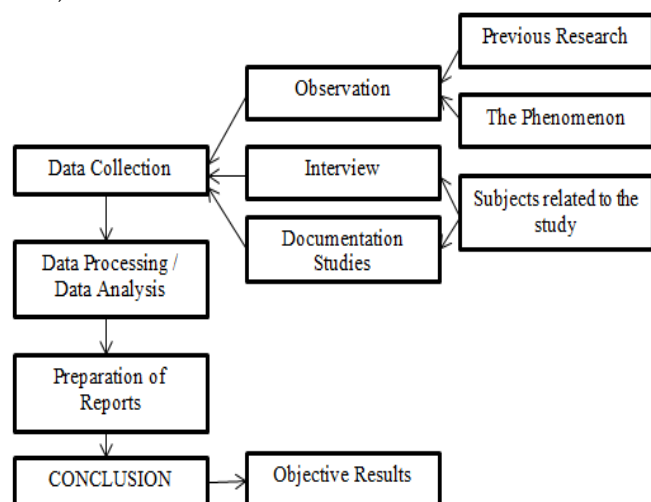 Previous Research
Observation
The Phenomenon
Data Collection
Interview
Subjects related to the
study
Documentation
Studies
Data Processing /
Data Analysis
Preparation of
Reports
CONCLUSION
Objective Results